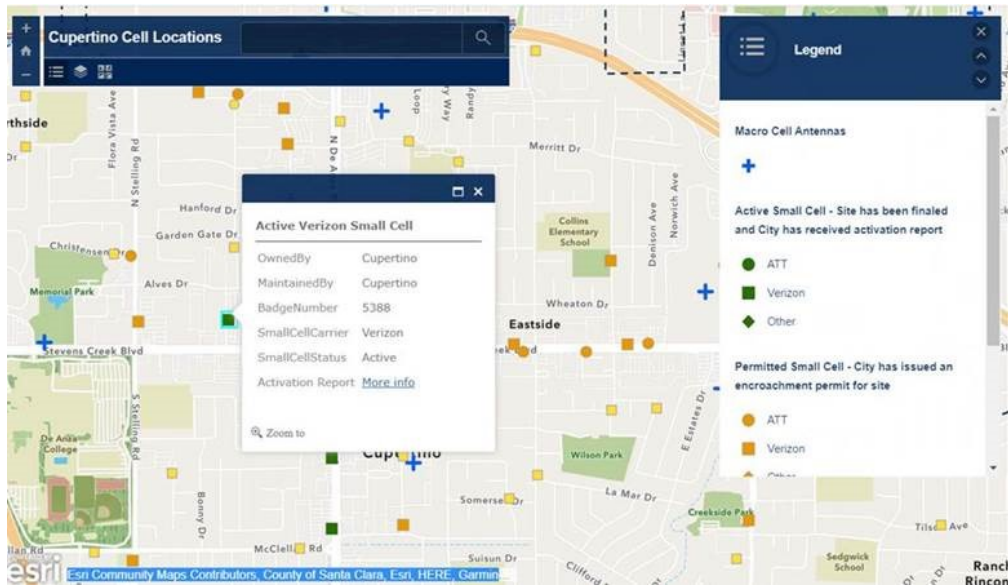 Cupertino Cell Locations
Legend
Macro Cell Antennas
Active Small Cell - Site has been finaled
and City has received activation report
ATT
Verizon
Other
Permitted Small Cell - City has issued an
encroachment permit for site
ATT
Verizon
Other
Active Verizon Small Cell
OwnedBy Cupertino
MaintainedBy Cupertino
BadgeNumber 5388
SmallCellCarrier Verizon
SmallCellStatus Active
Activation Report More info
Zoom to
Flora Vista Ave
N Stelling Rd
Loop
Randy
Merritt Dr
Hanford Dr
Garden Gate Dr
Christensen Dr
Alves Dr
Memorial Park
Stevens Creek Blvd
S Stelling Rd
De Anza
College
Bonny Dr
McClellan Rd
Collins
Elementary
School
Denison Ave
Norwich Ave
Wheaton Dr
Eastside
E Estates Dr
Wilson Park
La Mar Dr
Somerset Dr
Creekside Park
Suisun Dr
Clifford
Sedgwick
School
Tilson Ave
Ranc
Rincon
esri
Esri Community Maps Contributors, County of Santa Clara, Esri, HERE, Garmin